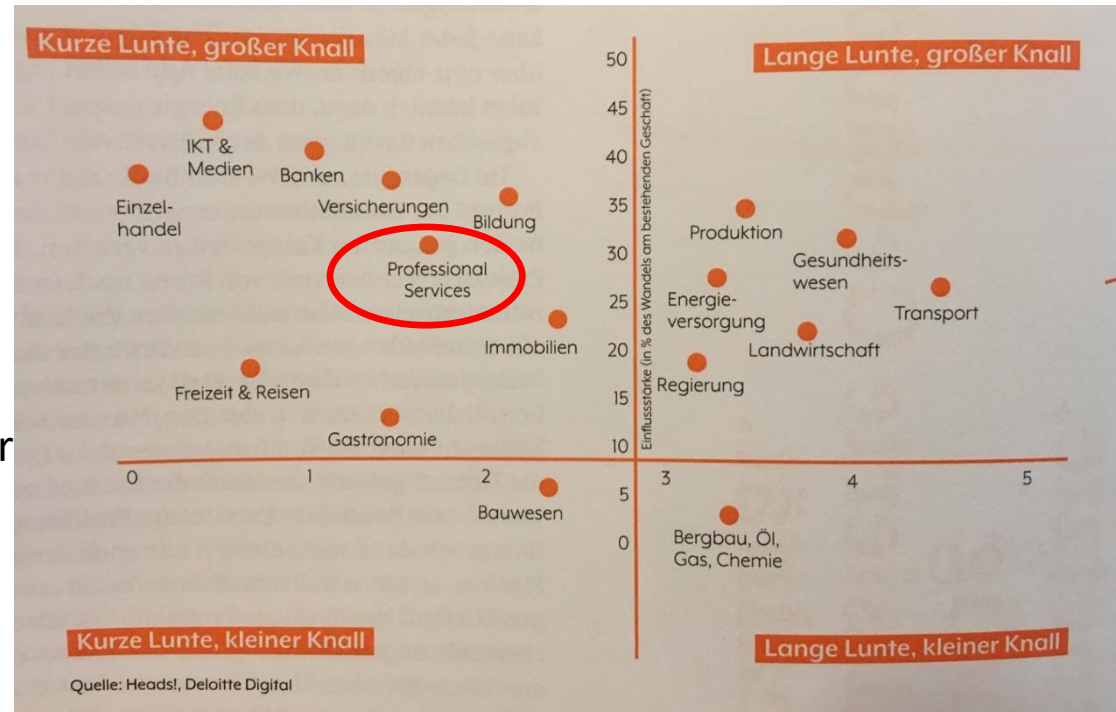 Kurze Lunte, großer Knall
Lange Lunte, großer Knall
50
45
40
35
30
25
20
15
10
5
0
Einflussstärke (in % des Wandels am bestehenden Geschäft)
IKT &
Medien
Banken
Einzel-
handel
Versicherungen
Bildung
Professional
Services
Immobilien
Freizeit & Reisen
Gastronomie
Produktion
Gesundheits-
wesen
Energie-
versorgung
Transport
Landwirtschaft
Regierung
r
0
1
2
3
4
5
Bauwesen
Bergbau, Öl,
Gas, Chemie
Kurze Lunte, kleiner Knall
Lange Lunte, kleiner Knall
Quelle: Heads!, Deloitte Digital